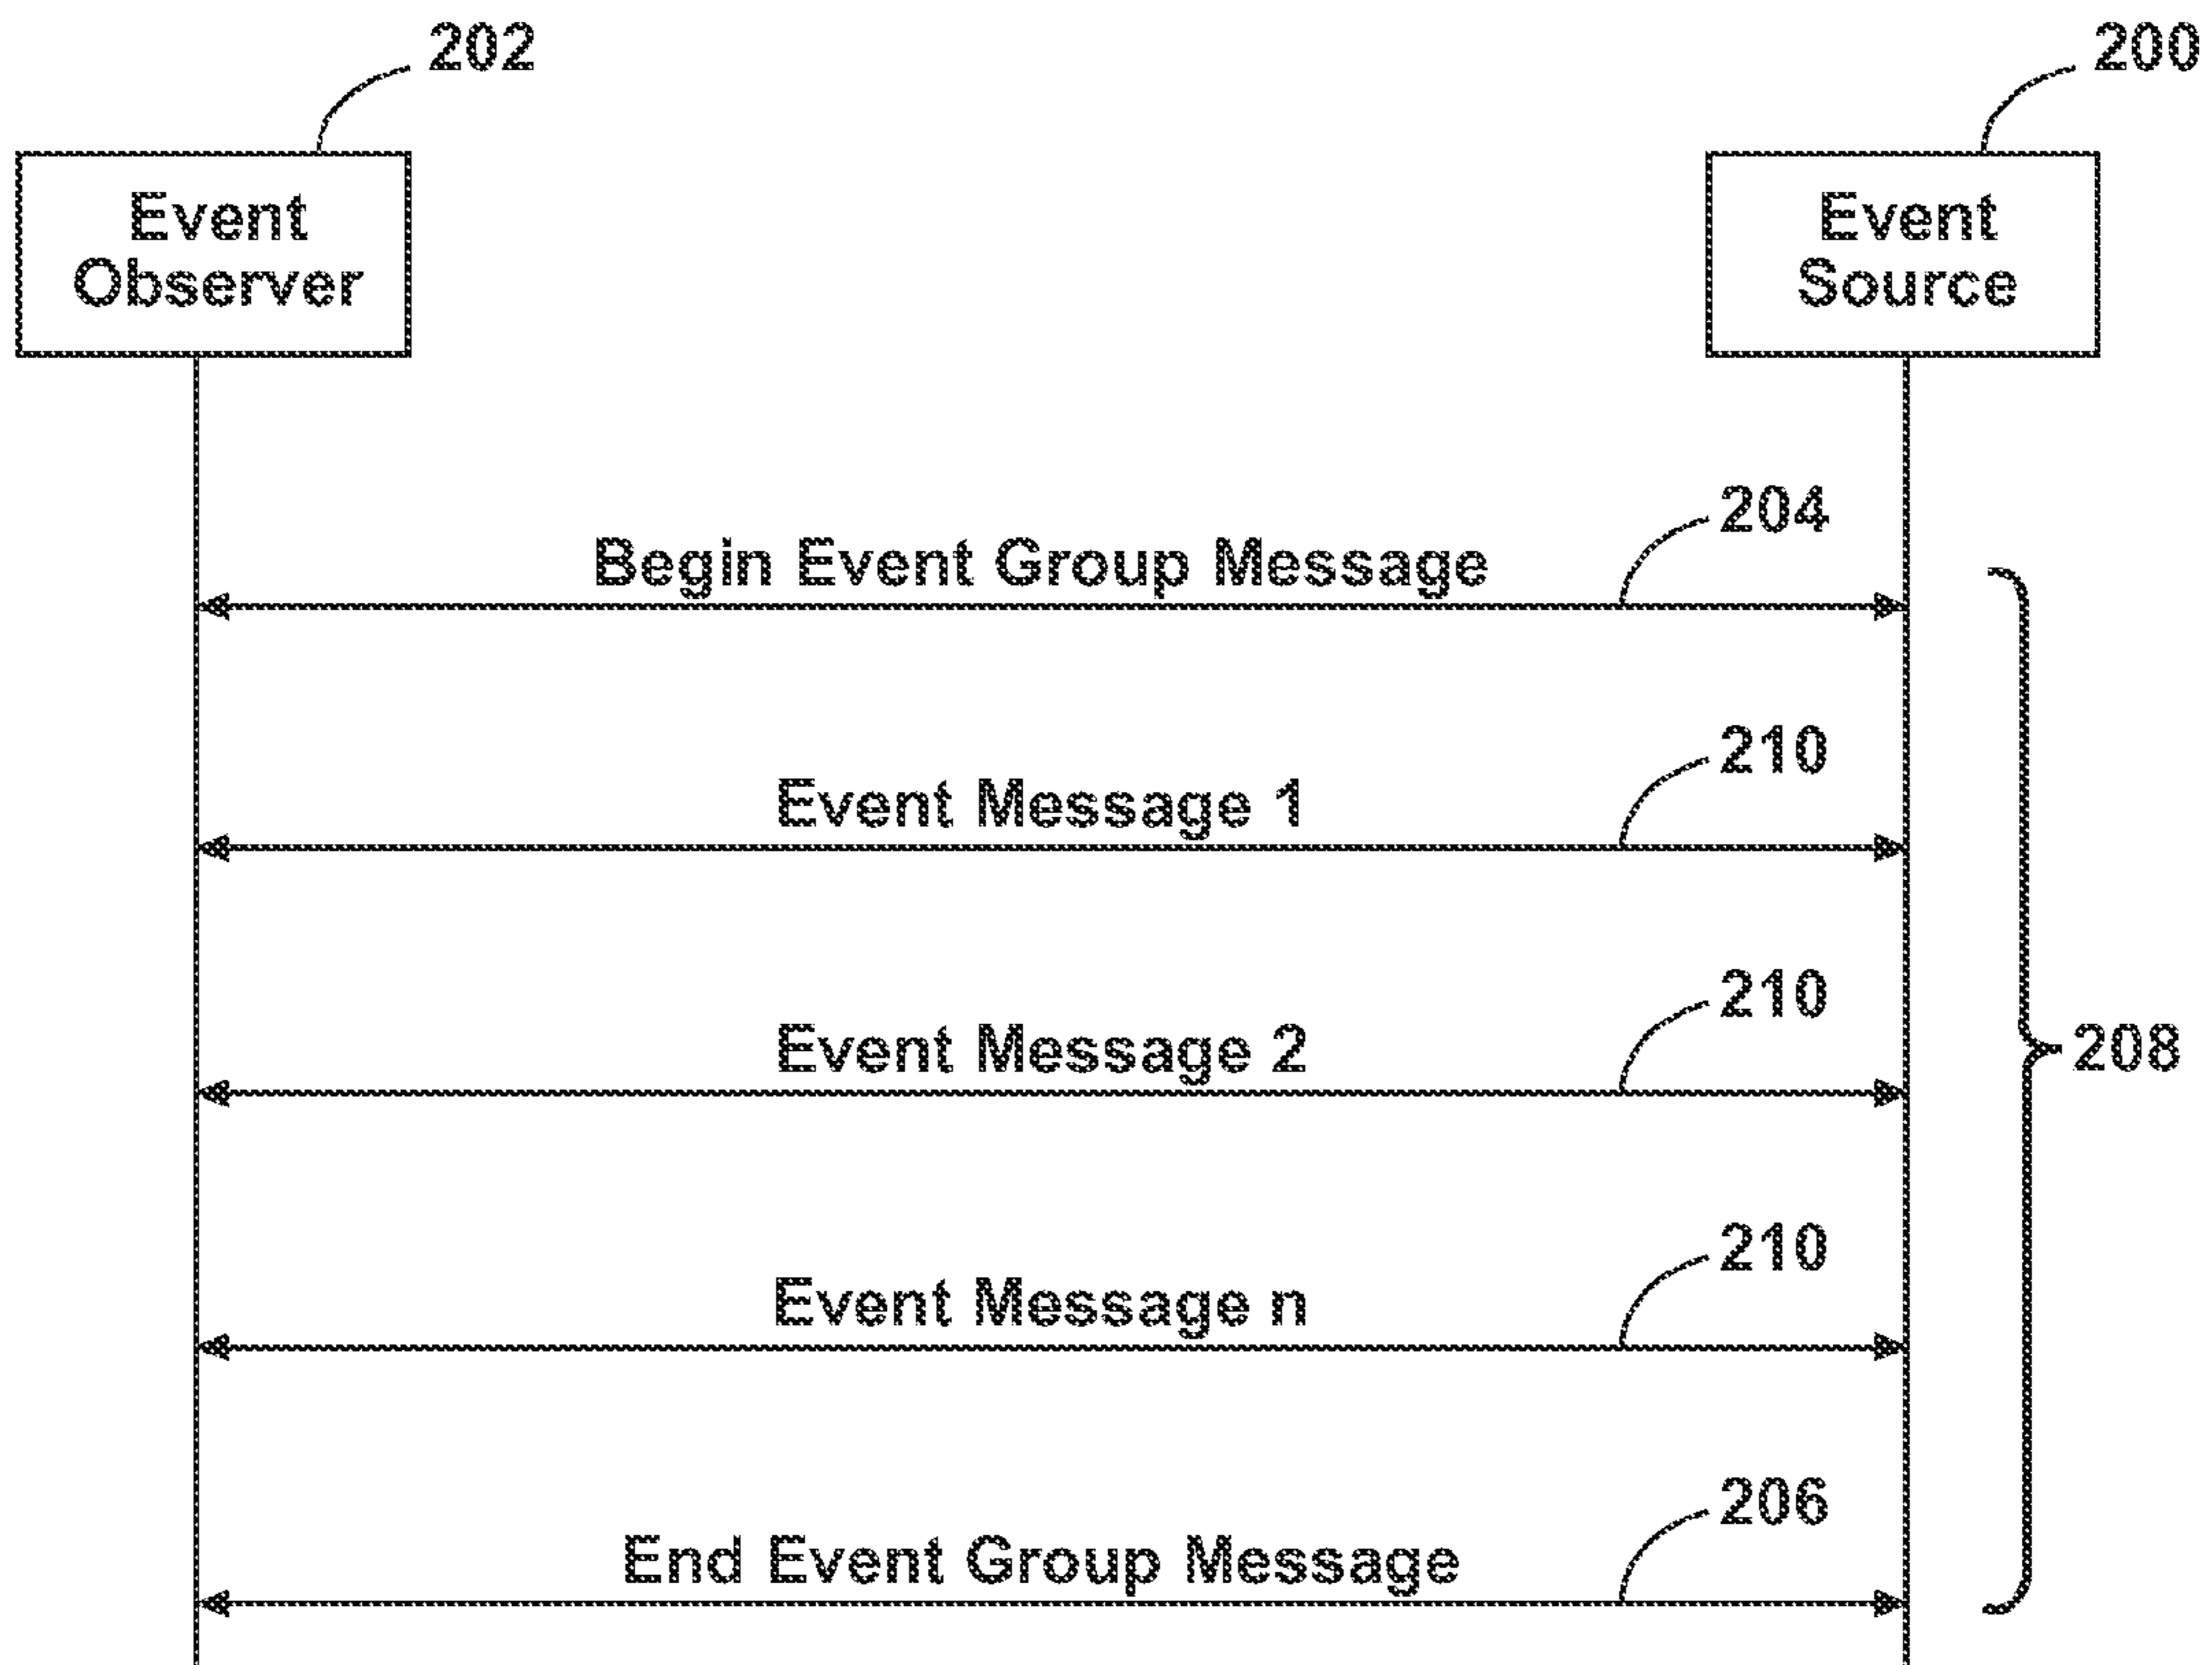 202
200
Event
Observer
Event
Source
204
Begin Event Group Message
210
Event Message 1
210
Event Message 2
208
210
Event Message n
206
End Event Group Message